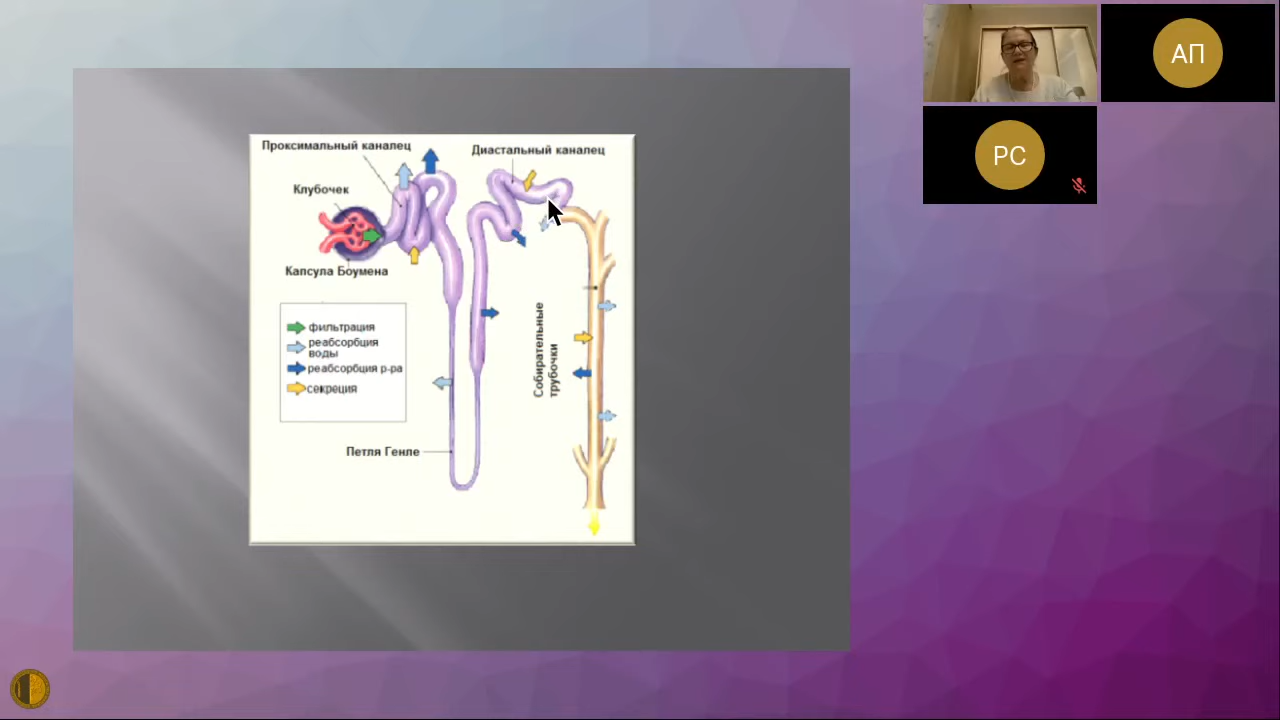 Проксимальный каналец
Диастальный каналец
Клубочек
Капсула Боумена
фильтрация
реабсорбция
воды
реабсорбция р-ра
секреция
Собирательные
трубочки
Петля Генле
АП
РС